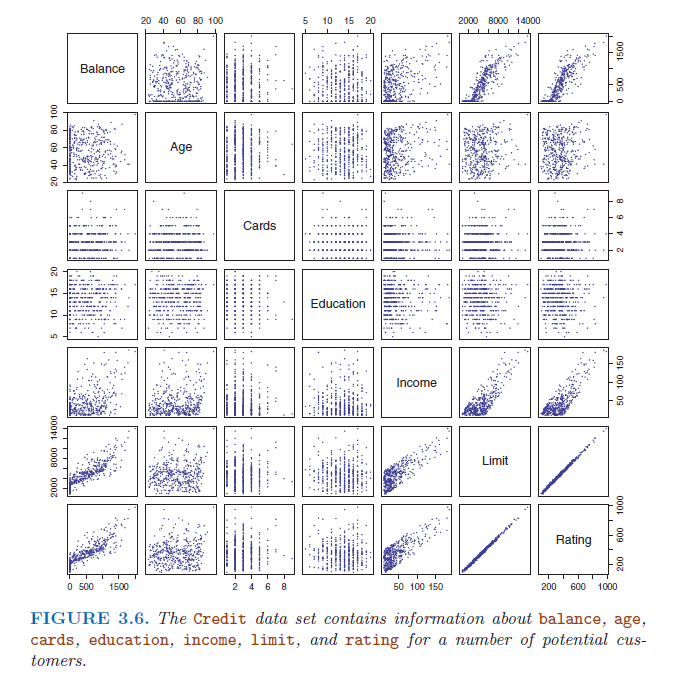 20 40 60 80 100
5 10 15 20
2000 8000 14000
Balance
0 500 1500
Age
20 40 60 80 100
Cards
2 4 6 8
Education
5 10 15 20
Income
50 100 150
Limit
2000 8000 14000
Rating
200 600 1000
0 500 1500
2 4 6 8
50 100 150
200 600 1000
FIGURE 3.6. The Credit data set contains information about balance, age,
cards, education, income, limit, and rating for a number of potential cus-
tomers.